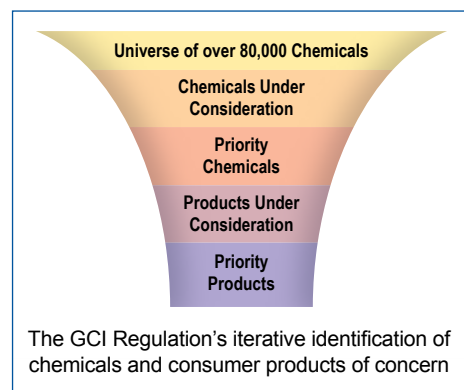 Universe of over 80,000 Chemicals
Chemicals Under
Consideration
Priority
Chemicals
Products Under
Consideration
Priority
Products
The GCI Regulation's iterative identification of
chemicals and consumer products of concern